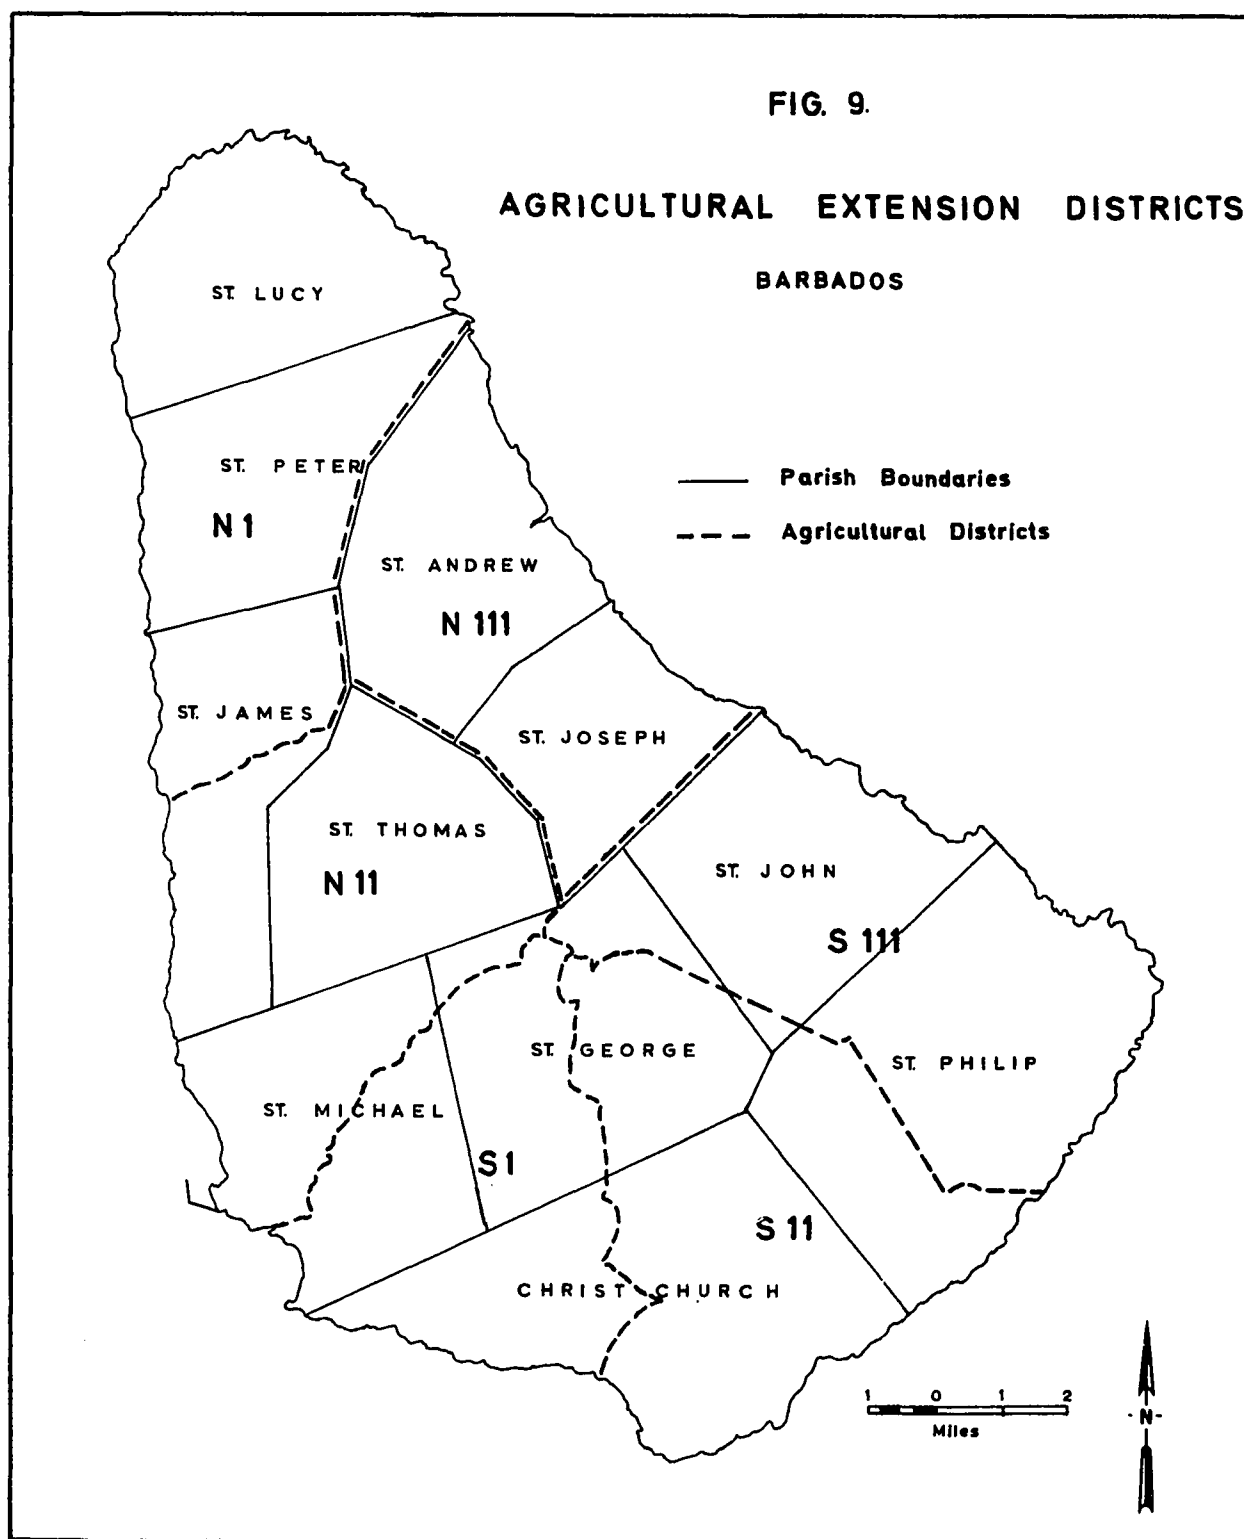 FIG. 9.
AGRICULTURAL EXTENSION DISTRICTS
BARBADOS
ST. LUCY
Parish Boundaries
Agricultural Districts
ST. PETER
N 1
ST. ANDREW
N 111
ST. JAMES
ST. JOSEPH
ST. THOMAS
N 11
ST. JOHN
S 111
ST. GEORGE
ST. PHILIP
ST. MICHAEL
S 1
S 11
CHRIST CHURCH
1 0 1 2
Miles
-N-